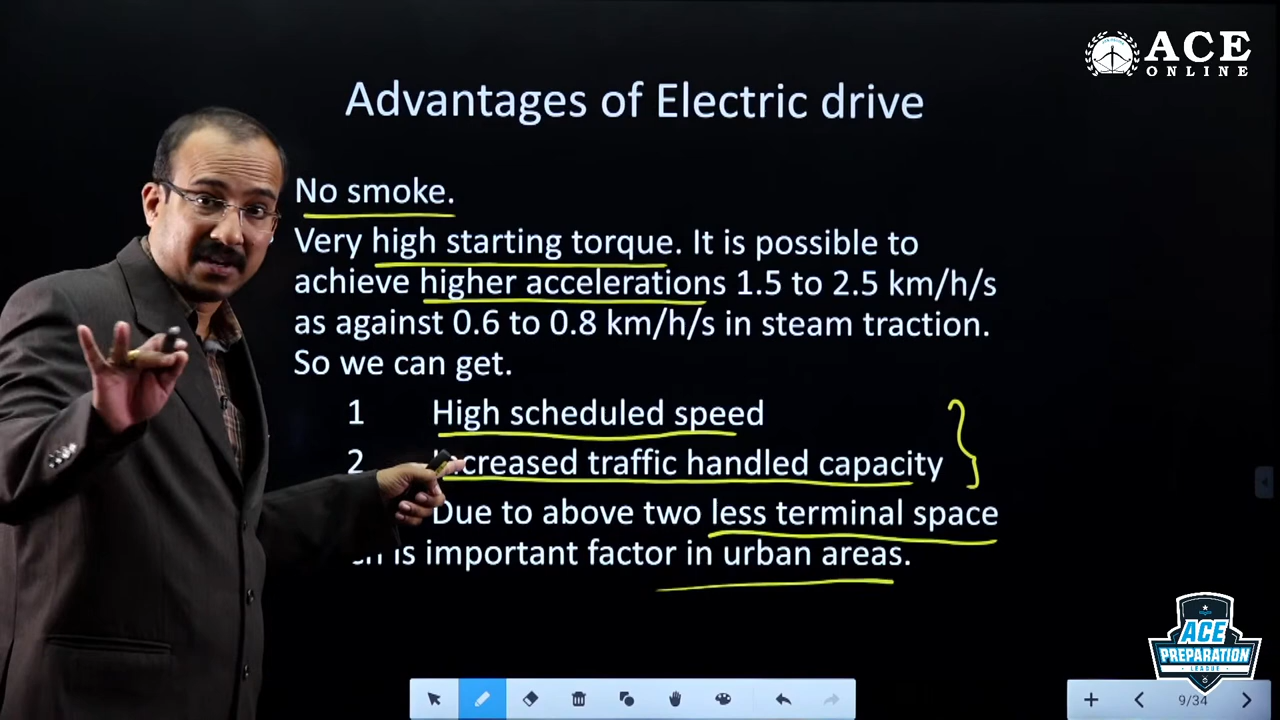 ACE
ONLINE
Advantages of Electric drive
No smoke.
Very high starting torque. It is possible to
achieve higher accelerations 1.5 to 2.5 km/h/s
as against 0.6 to 0.8 km/h/s in steam traction.
So we can get.
1 High scheduled speed
2 Increased traffic handled capacity
Due to above two less terminal space
is important factor in urban areas.
ACE
PREPARATION
LEAGUE
9/34